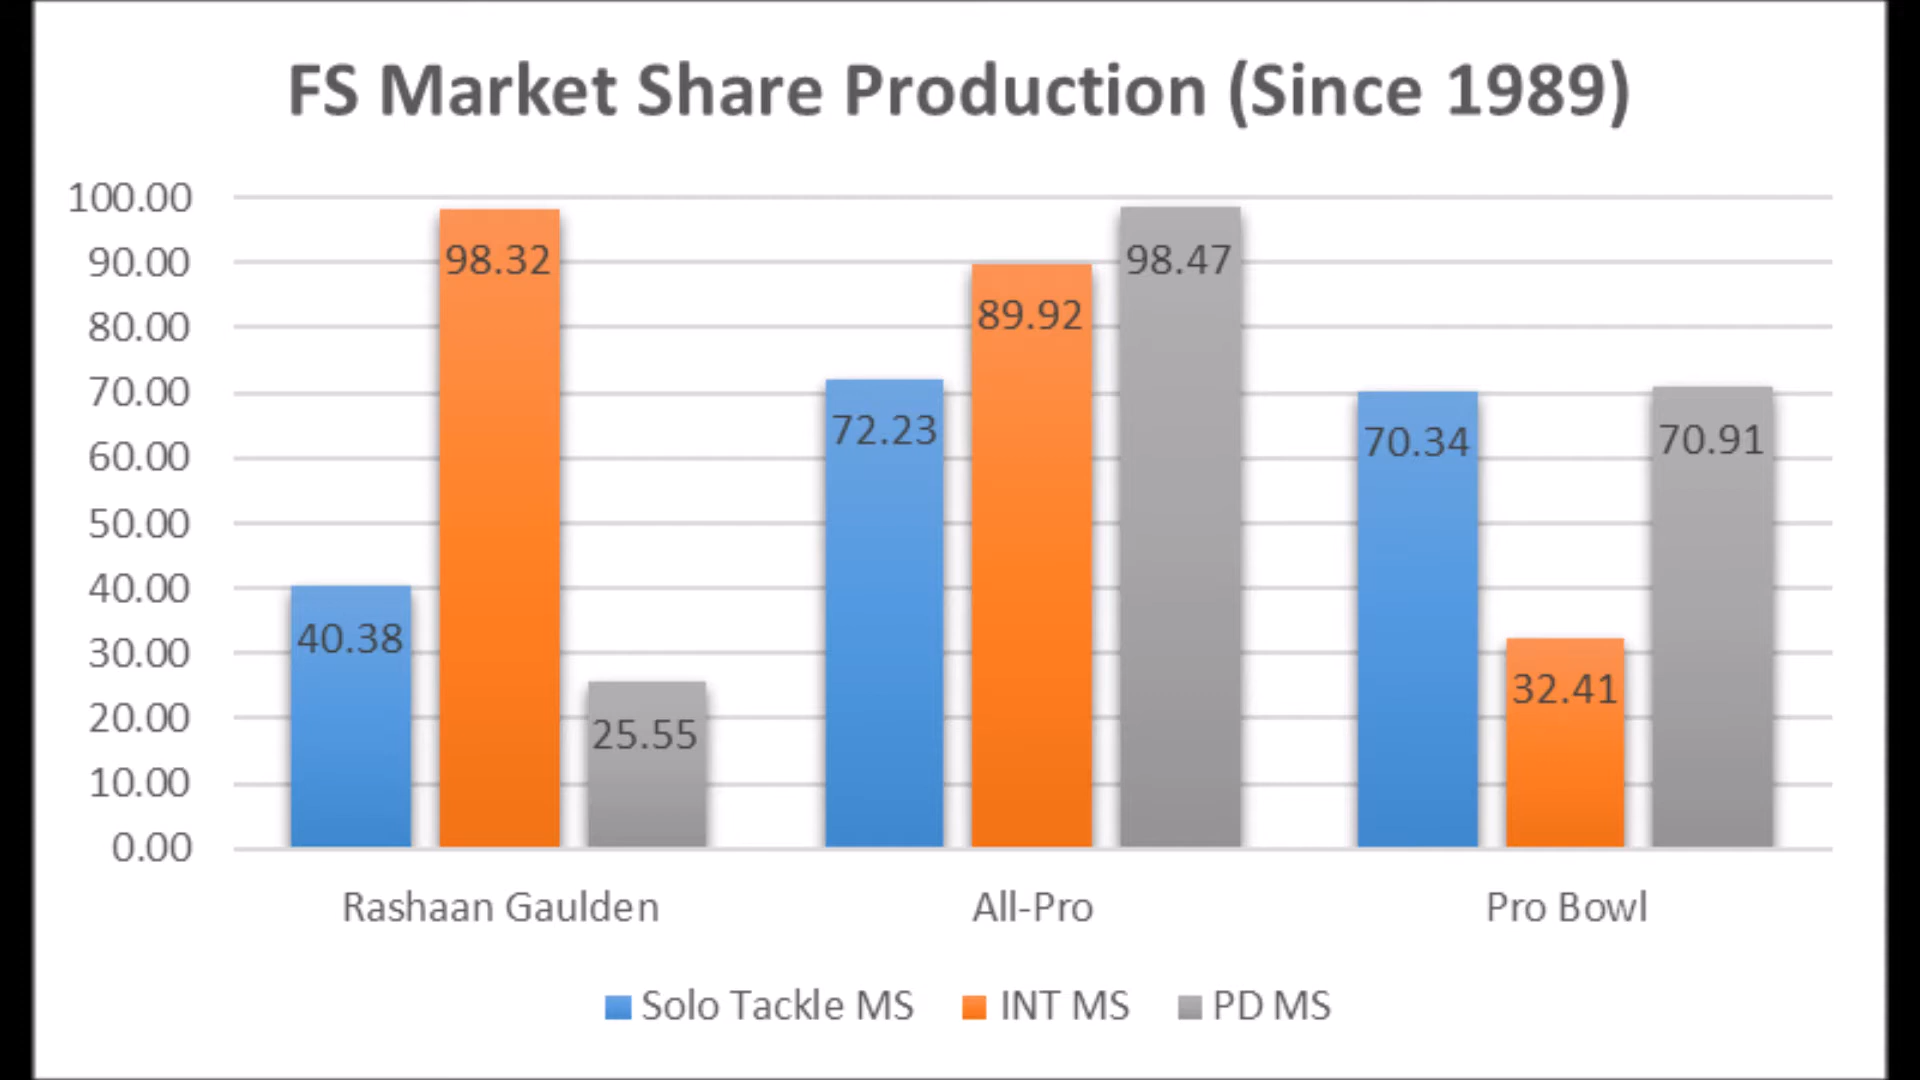 FS Market Share Production (Since 1989)
100.00
90.00
80.00
70.00
60.00
50.00
40.00
30.00
20.00
10.00
0.00
40.38
98.32
25.55
72.23
89.92
98.47
70.34
32.41
70.91
Rashaan Gaulden
All-Pro
Pro Bowl
Solo Tackle MS
INT MS
PD MS